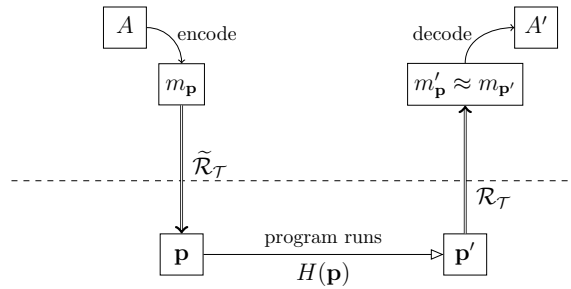 A
encode
decode
A′
m_𝐩
m′_𝐩 ≈ m_𝐩′
ℛ̃_𝒯
ℛ_𝒯
program runs
𝐩
𝐩′
H(𝐩)